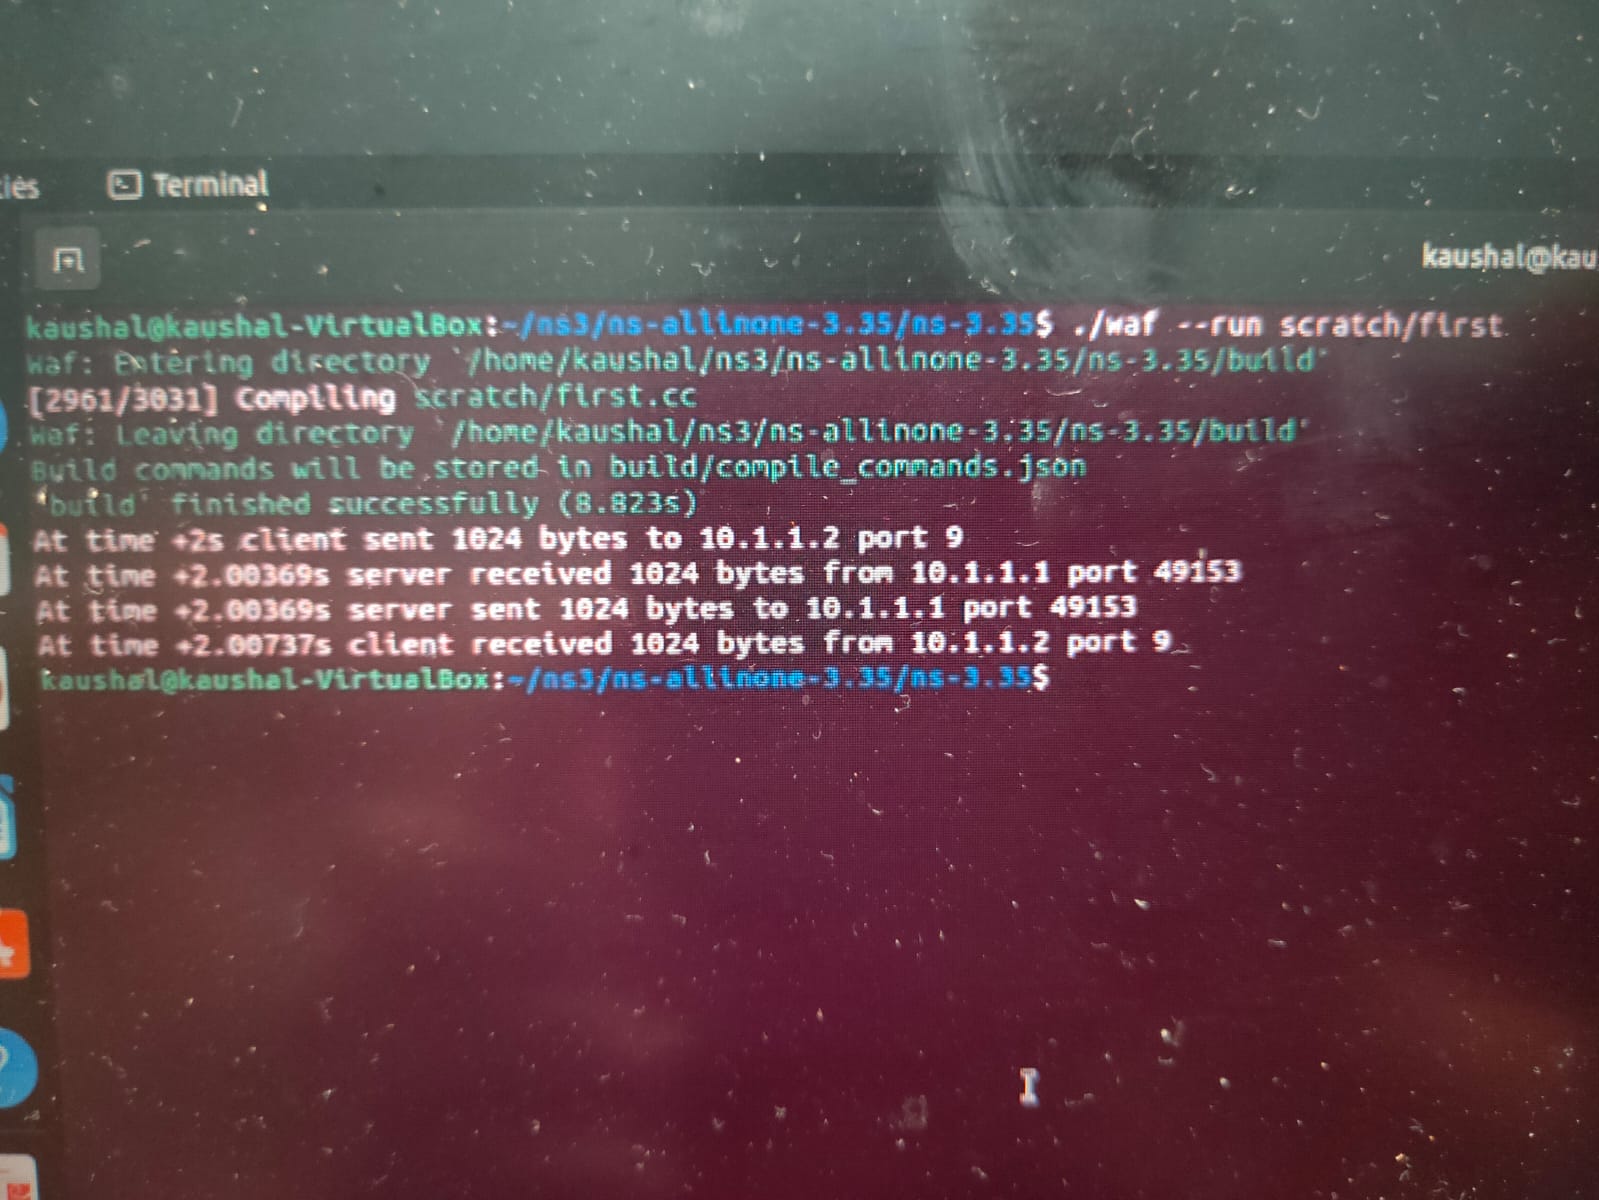 Terminal
kaushal@kau
kaushal@kaushal-VirtualBox:~/ns3/ns-allinone-3.35/ns-3.35$ ./waf --run scratch/first
Waf: Entering directory `/home/kaushal/ns3/ns-allinone-3.35/ns-3.35/build'
[2961/3031] Compiling scratch/first.cc
Waf: Leaving directory `/home/kaushal/ns3/ns-allinone-3.35/ns-3.35/build'
Build commands will be stored in build/compile_commands.json
'build' finished successfully (8.823s)
At time +2s client sent 1024 bytes to 10.1.1.2 port 9
At time +2.00369s server received 1024 bytes from 10.1.1.1 port 49153
At time +2.00369s server sent 1024 bytes to 10.1.1.1 port 49153
At time +2.00737s client received 1024 bytes from 10.1.1.2 port 9
kaushal@kaushal-VirtualBox:~/ns3/ns-allinone-3.35/ns-3.35$